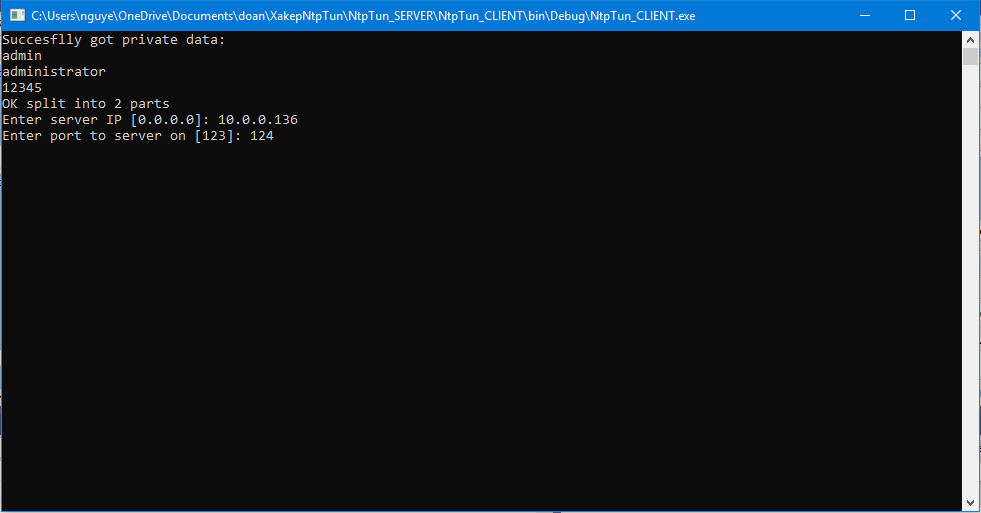 C:\Users\nguye\OneDrive\Documents\doan\XakepNtpTun\NtpTun_SERVER\NtpTun_CLIENT\bin\Debug\NtpTun_CLIENT.exe
Succesflly got private data:
admin
administrator
12345
OK split into 2 parts
Enter server IP [0.0.0.0]: 10.0.0.136
Enter port to server on [123]: 124